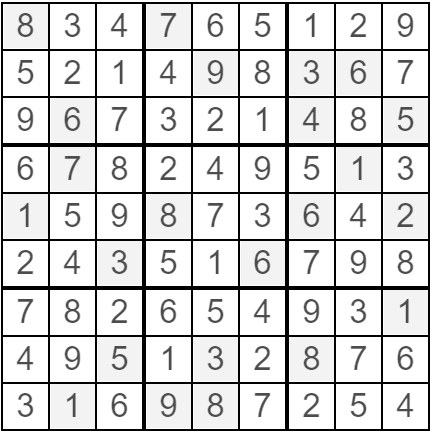 8 3 4 7 6 5 1 2 9
5 2 1 4 9 8 3 6 7
9 6 7 3 2 1 4 8 5
6 7 8 2 4 9 5 1 3
1 5 9 8 7 3 6 4 2
2 4 3 5 1 6 7 9 8
7 8 2 6 5 4 9 3 1
4 9 5 1 3 2 8 7 6
3 1 6 9 8 7 2 5 4